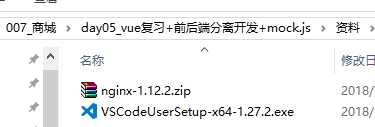 查看
007_商城 › day05_vue复习+前后端分离开发+mock.js › 资料
名称 修改日
nginx-1.12.2.zip 2018/
VSCodeUserSetup-x64-1.27.2.exe 2018/